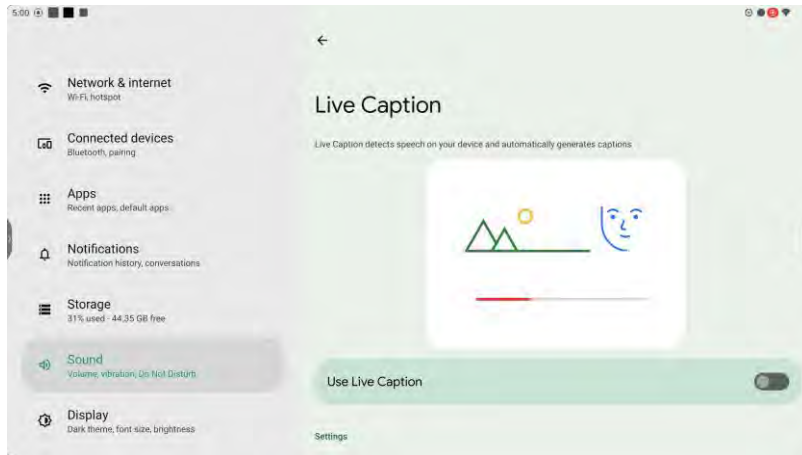 5:00
Network & internet
Wi-Fi, hotspot
Connected devices
Bluetooth, pairing
Apps
Recent apps, default apps
Notifications
Notification history, conversations
Storage
31% used - 44.35 GB free
Sound
Volume, vibration, Do Not Disturb
Display
Dark theme, font size, brightness
Live Caption
Live Caption detects speech on your device and automatically generates captions
Use Live Caption
Settings